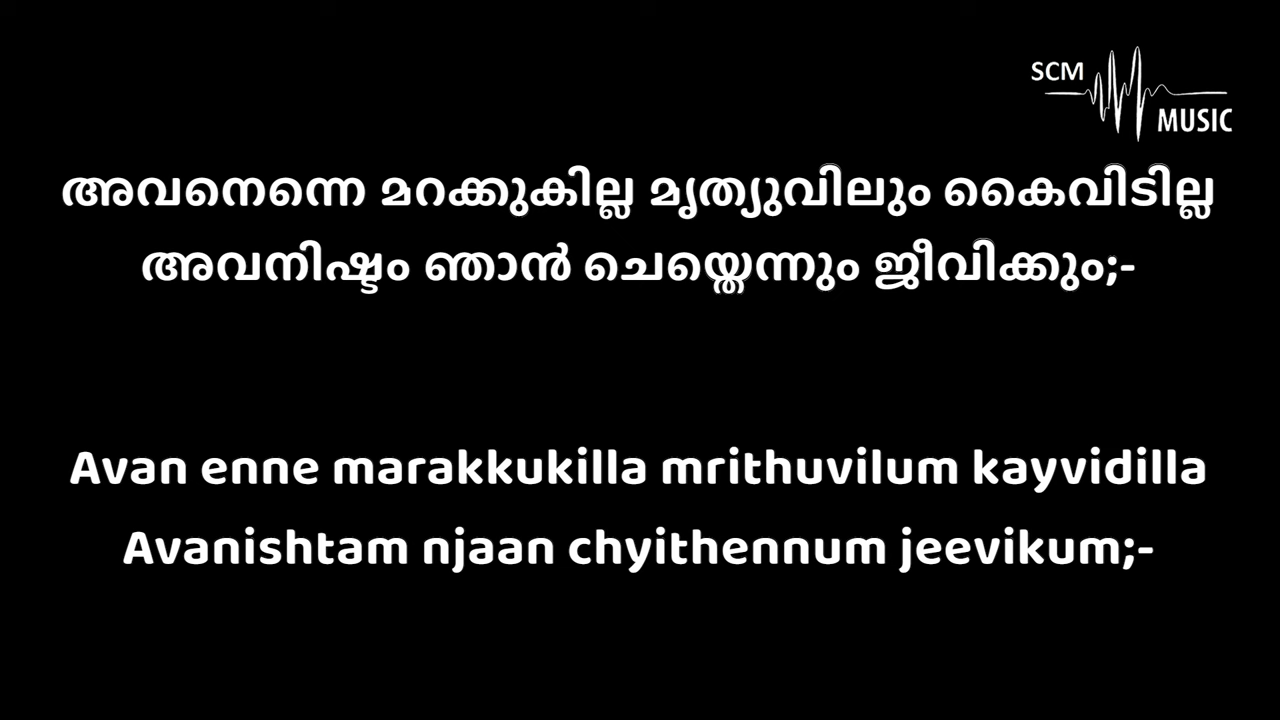 SCM
MUSIC
അവനെന്നെ മറക്കുകില്ല മൃത്യുവിലും കൈവിടില്ല
അവനിഷ്ടം ഞാൻ ചെയ്തെന്നും ജീവിക്കും;-
Avan enne marakkukilla mrithuvilum kayvidilla
Avanishtam njaan chyithennum jeevikum;-